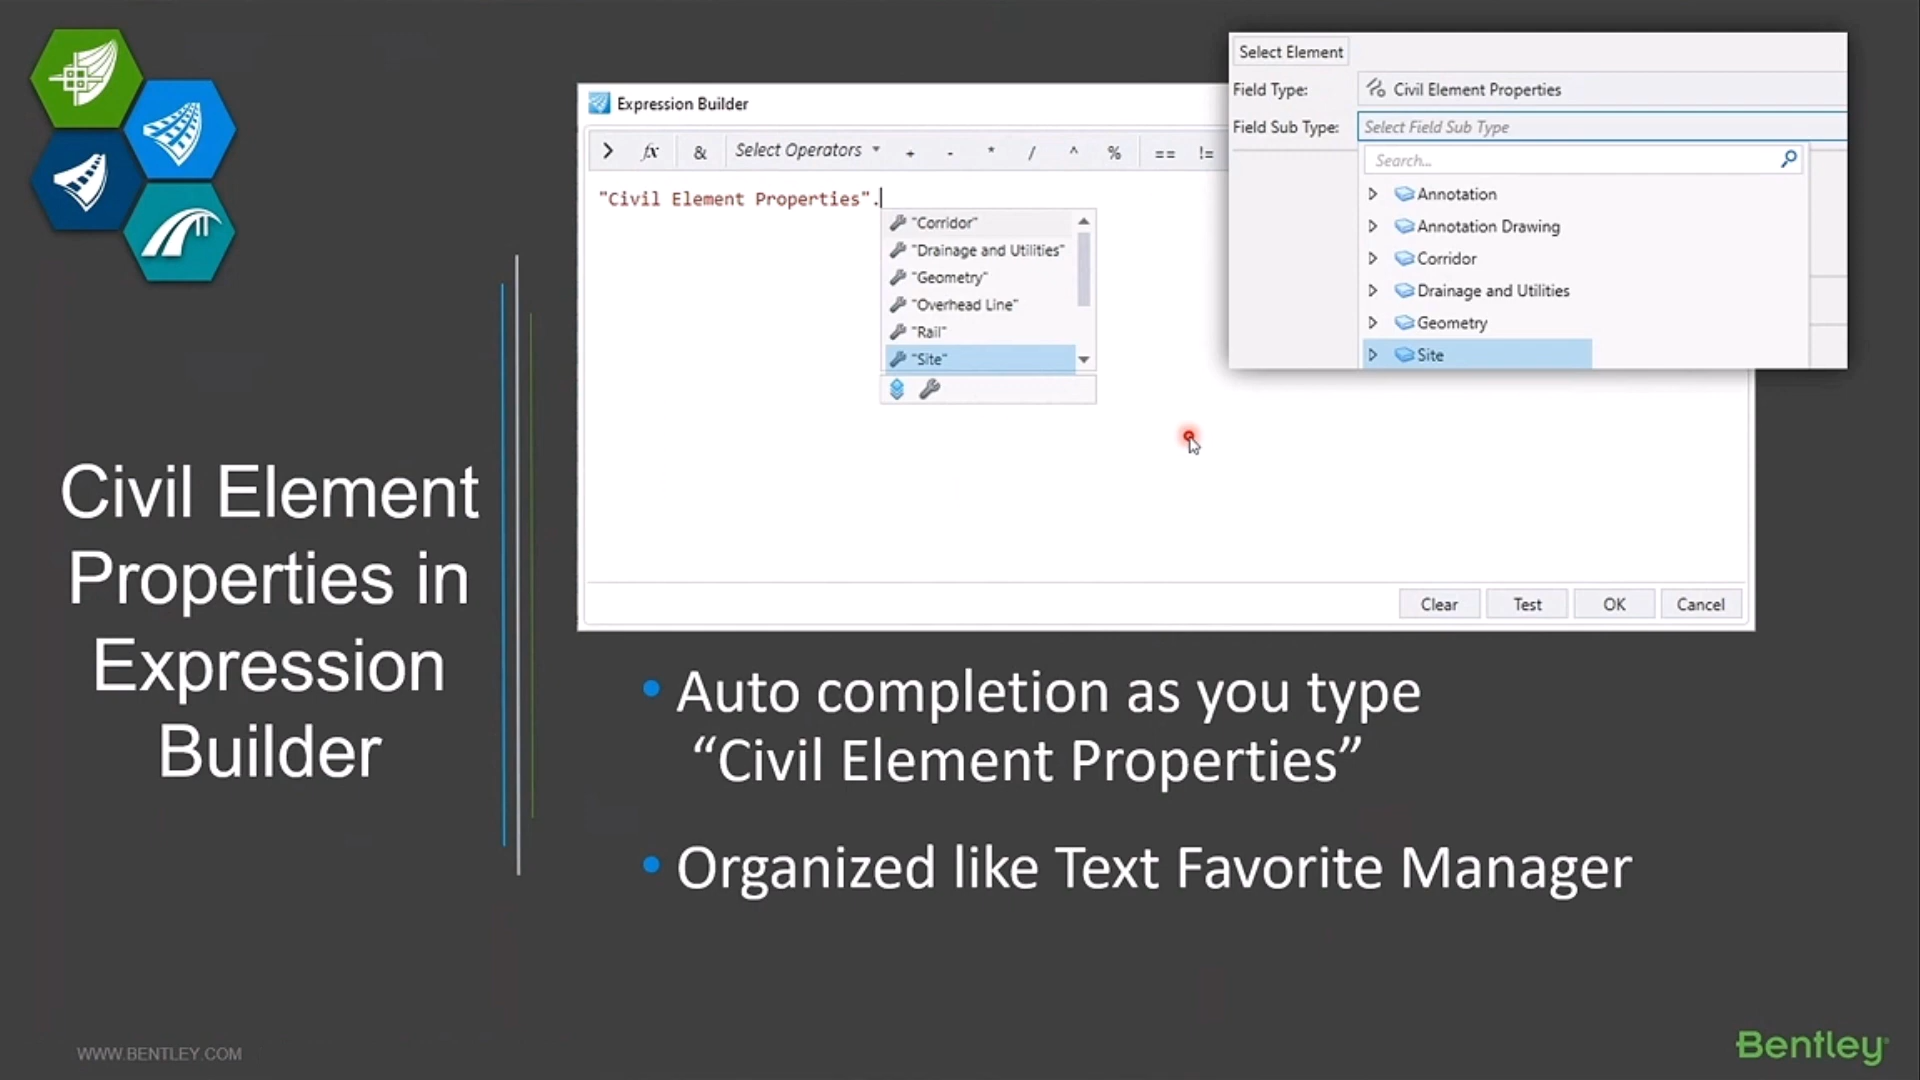 Civil Element
Properties in
Expression
Builder
Expression Builder
fx & Select Operators + - * / ^ % == !=
"Civil Element Properties".
"Corridor"
"Drainage and Utilities"
"Geometry"
"Overhead Line"
"Rail"
"Site"
Clear Test OK Cancel
Select Element
Field Type: Civil Element Properties
Field Sub Type: Select Field Sub Type
Search...
Annotation
Annotation Drawing
Corridor
Drainage and Utilities
Geometry
Site
• Auto completion as you type
“Civil Element Properties”
• Organized like Text Favorite Manager
WWW.BENTLEY.COM
Bentley